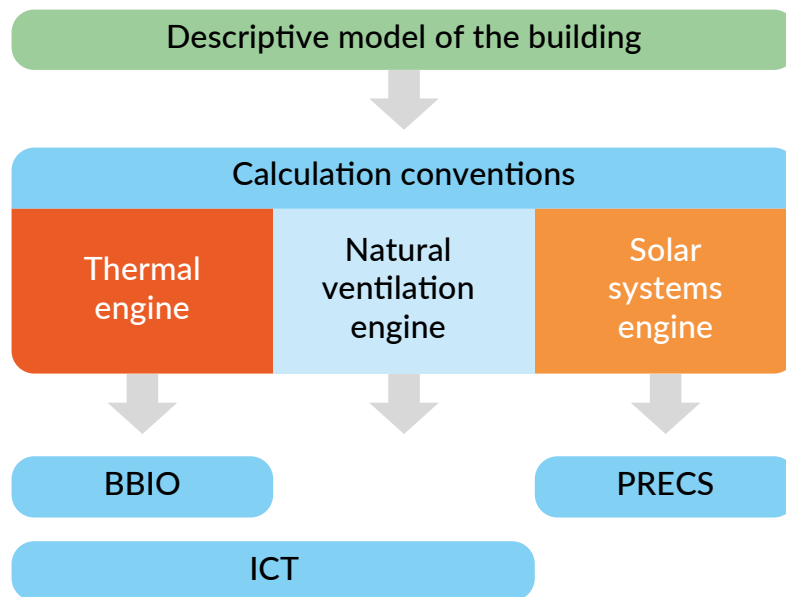 Descriptive model of the building
Calculation conventions
Thermal
engine
Natural
ventilation
engine
Solar
systems
engine
BBIO
PRECS
ICT